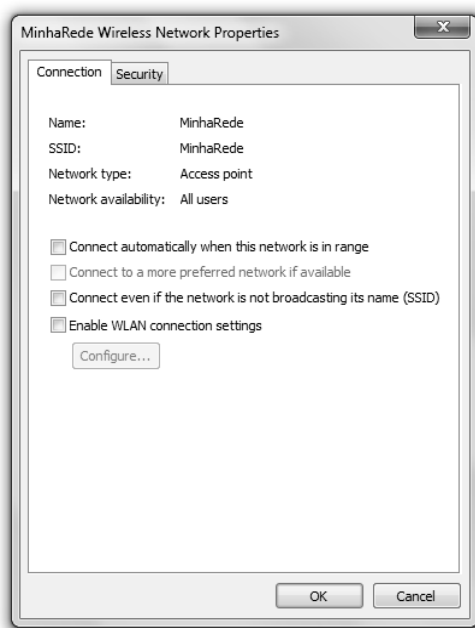 MinhaRede Wireless Network Properties
Connection Security
Name: MinhaRede
SSID: MinhaRede
Network type: Access point
Network availability: All users
Connect automatically when this network is in range
Connect to a more preferred network if available
Connect even if the network is not broadcasting its name (SSID)
Enable WLAN connection settings
Configure...
OK Cancel